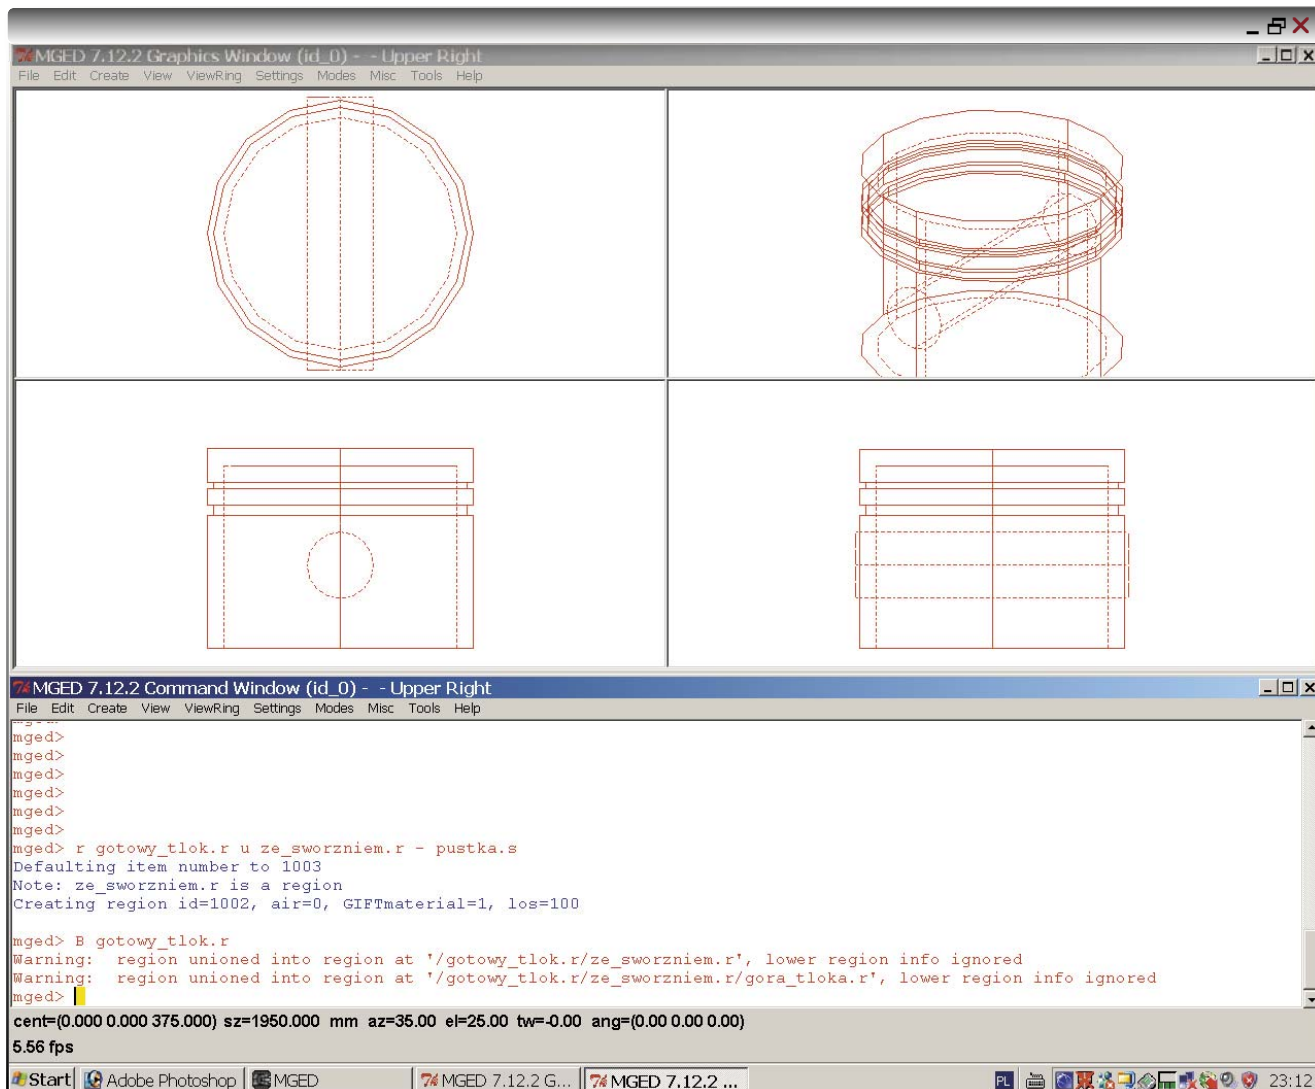 MGED 7.12.2 Graphics Window (id_0) - - Upper Right
File Edit Create View ViewRing Settings Modes Misc Tools Help
MGED 7.12.2 Command Window (id_0) - - Upper Right
File Edit Create View ViewRing Settings Modes Misc Tools Help
mged>
mged>
mged>
mged>
mged>
mged>
mged> r gotowy_tlok.r u ze_sworzniem.r - pustka.s
Defaulting item number to 1003
Note: ze_sworzniem.r is a region
Creating region id=1002, air=0, GIFTmaterial=1, los=100
mged> B gotowy_tlok.r
Warning: region unioned into region at '/gotowy_tlok.r/ze_sworzniem.r', lower region info ignored
Warning: region unioned into region at '/gotowy_tlok.r/ze_sworzniem.r/gora_tloka.r', lower region info ignored
mged>
cent=(0.000 0.000 375.000) sz=1950.000 mm az=35.00 el=25.00 tw=-0.00 ang=(0.00 0.00 0.00)
5.56 fps
Start Adobe Photoshop MGED MGED 7.12.2 G... MGED 7.12.2 ... PL 23:12